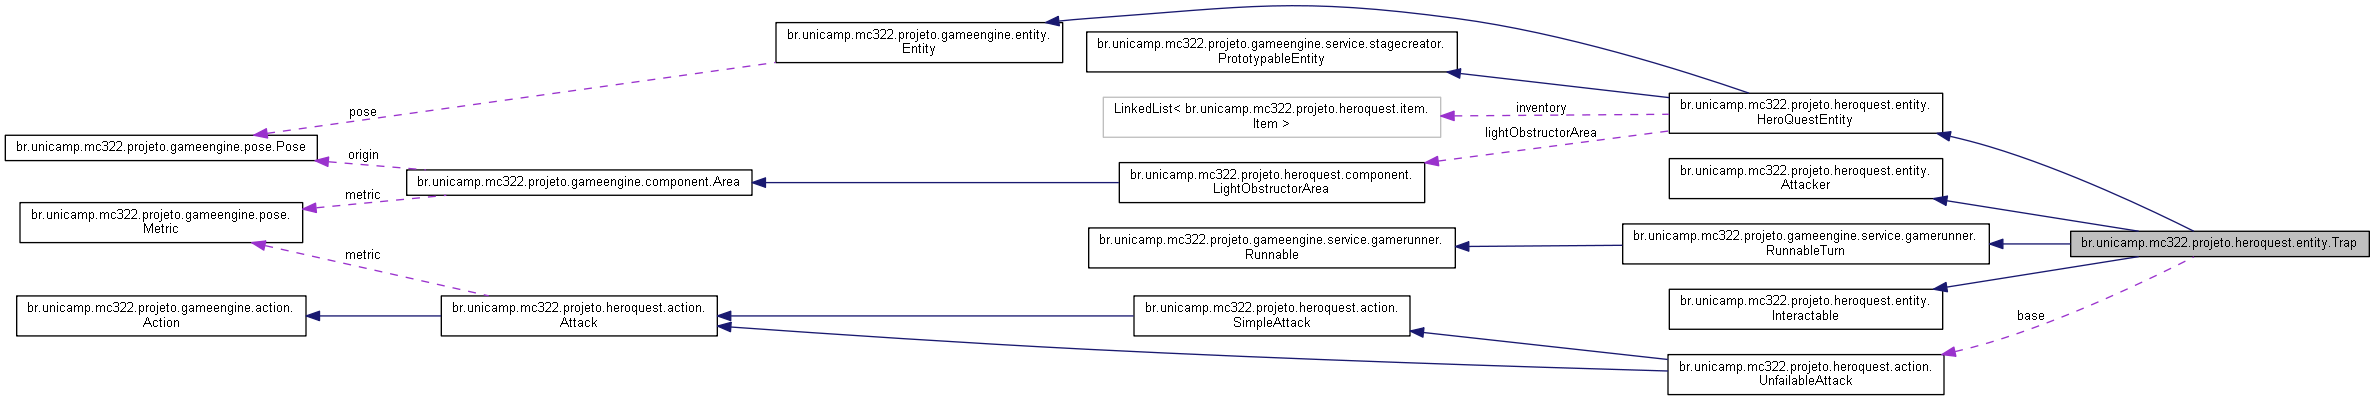 br.unicamp.mc322.projeto.gameengine.entity.
Entity
br.unicamp.mc322.projeto.gameengine.service.stagecreator.
PrototypableEntity
LinkedList< br.unicamp.mc322.projeto.heroquest.item.
Item >
inventory
br.unicamp.mc322.projeto.heroquest.entity.
HeroQuestEntity
pose
lightObstructorArea
br.unicamp.mc322.projeto.gameengine.pose.Pose
origin
br.unicamp.mc322.projeto.gameengine.component.Area
br.unicamp.mc322.projeto.heroquest.component.
LightObstructorArea
br.unicamp.mc322.projeto.heroquest.entity.
Attacker
metric
br.unicamp.mc322.projeto.gameengine.pose.
Metric
br.unicamp.mc322.projeto.gameengine.service.gamerunner.
Runnable
br.unicamp.mc322.projeto.gameengine.service.gamerunner.
RunnableTurn
br.unicamp.mc322.projeto.heroquest.entity.Trap
metric
br.unicamp.mc322.projeto.gameengine.action.
Action
br.unicamp.mc322.projeto.heroquest.action.
Attack
br.unicamp.mc322.projeto.heroquest.action.
SimpleAttack
br.unicamp.mc322.projeto.heroquest.entity.
Interactable
base
br.unicamp.mc322.projeto.heroquest.action.
UnfailableAttack